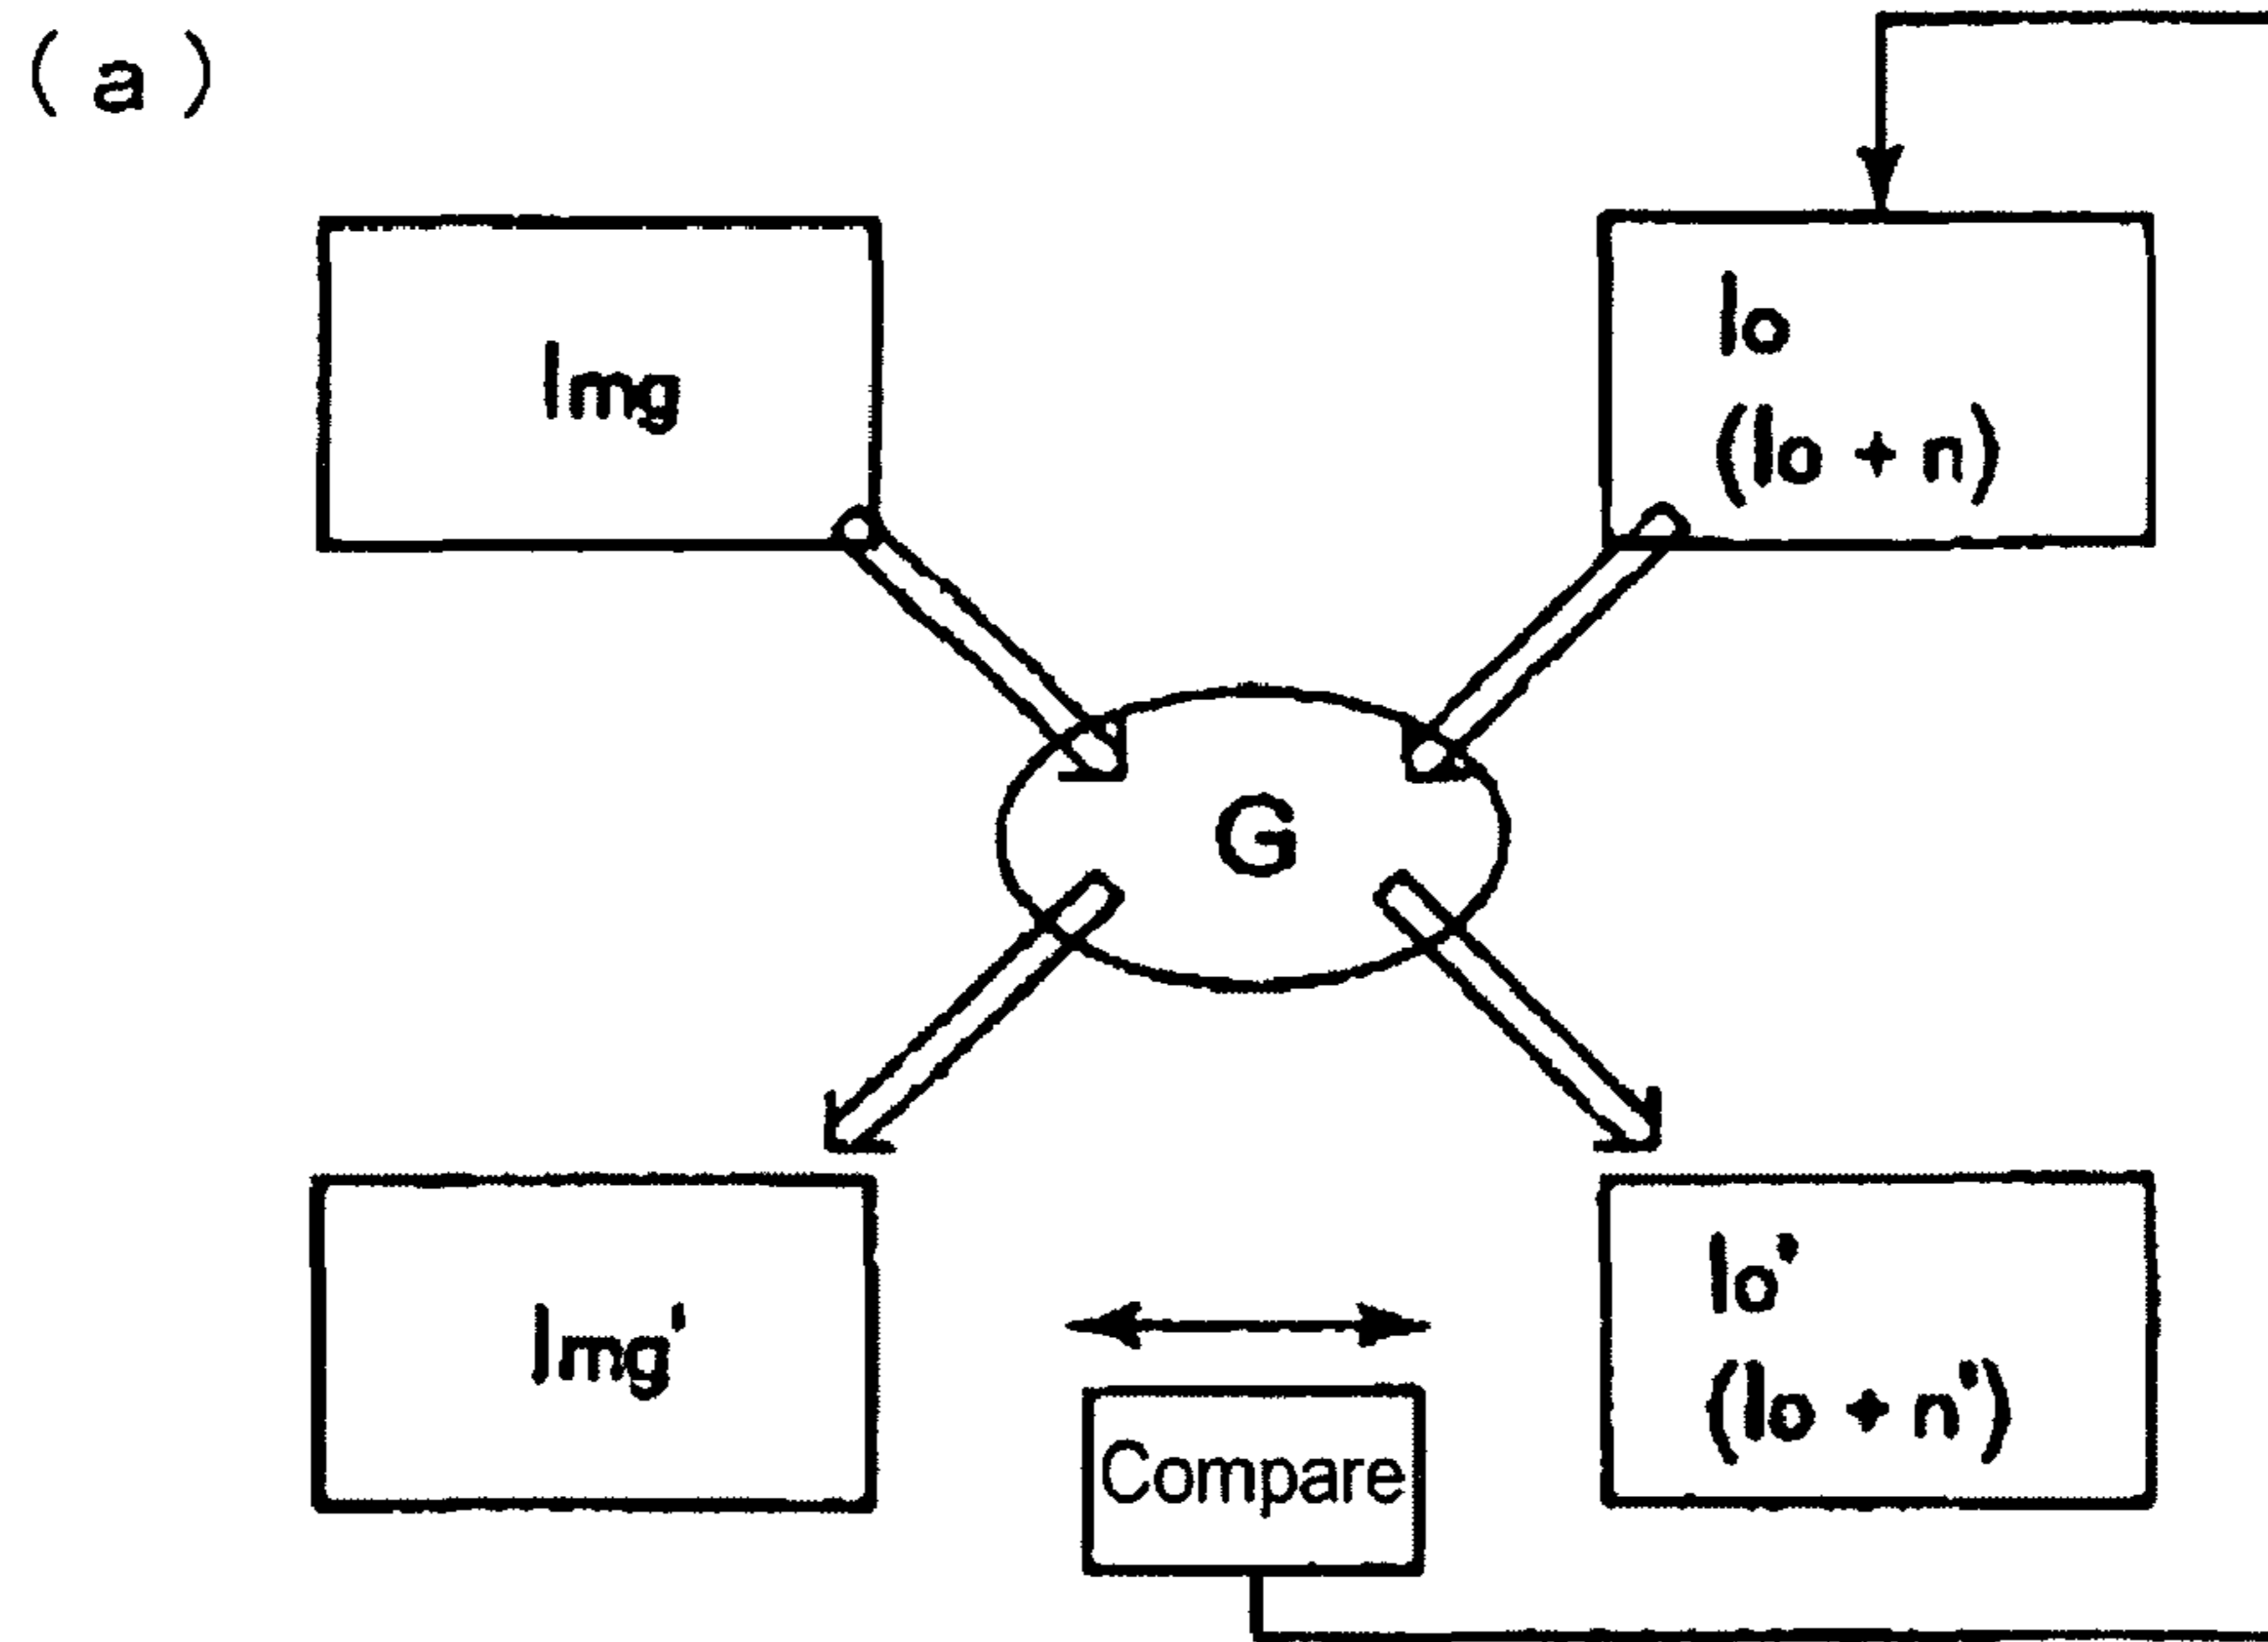 ( a )
Img
Io
(Io + n)
G
Img'
Io'
(Io + n')
Compare